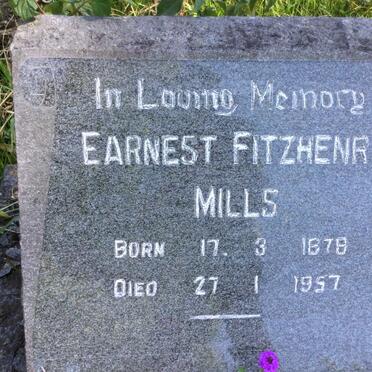 In Loving Memory
EARNEST FITZHENR
MILLS
BORN 17. 3 1878
DIED 27 1 1957